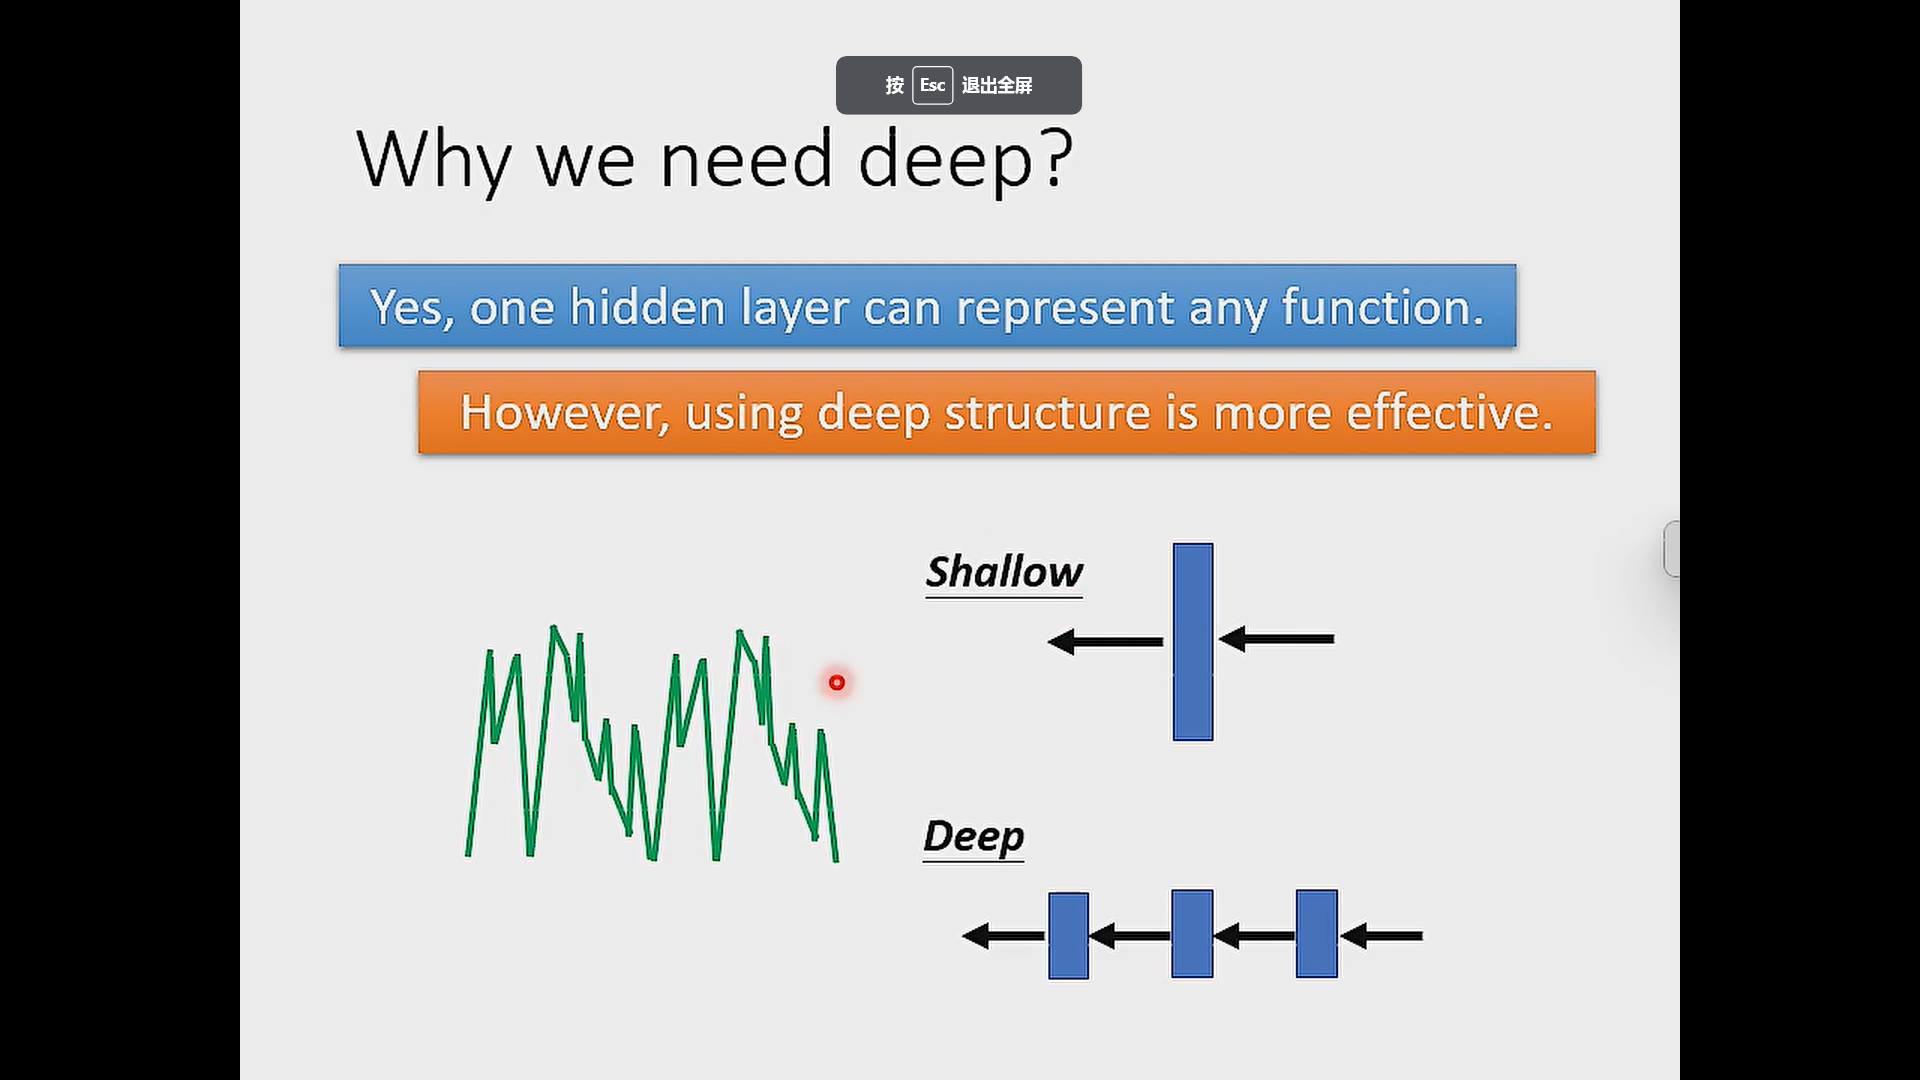 按 Esc 退出全屏
Why we need deep?
Yes, one hidden layer can represent any function.
However, using deep structure is more effective.
Shallow
Deep